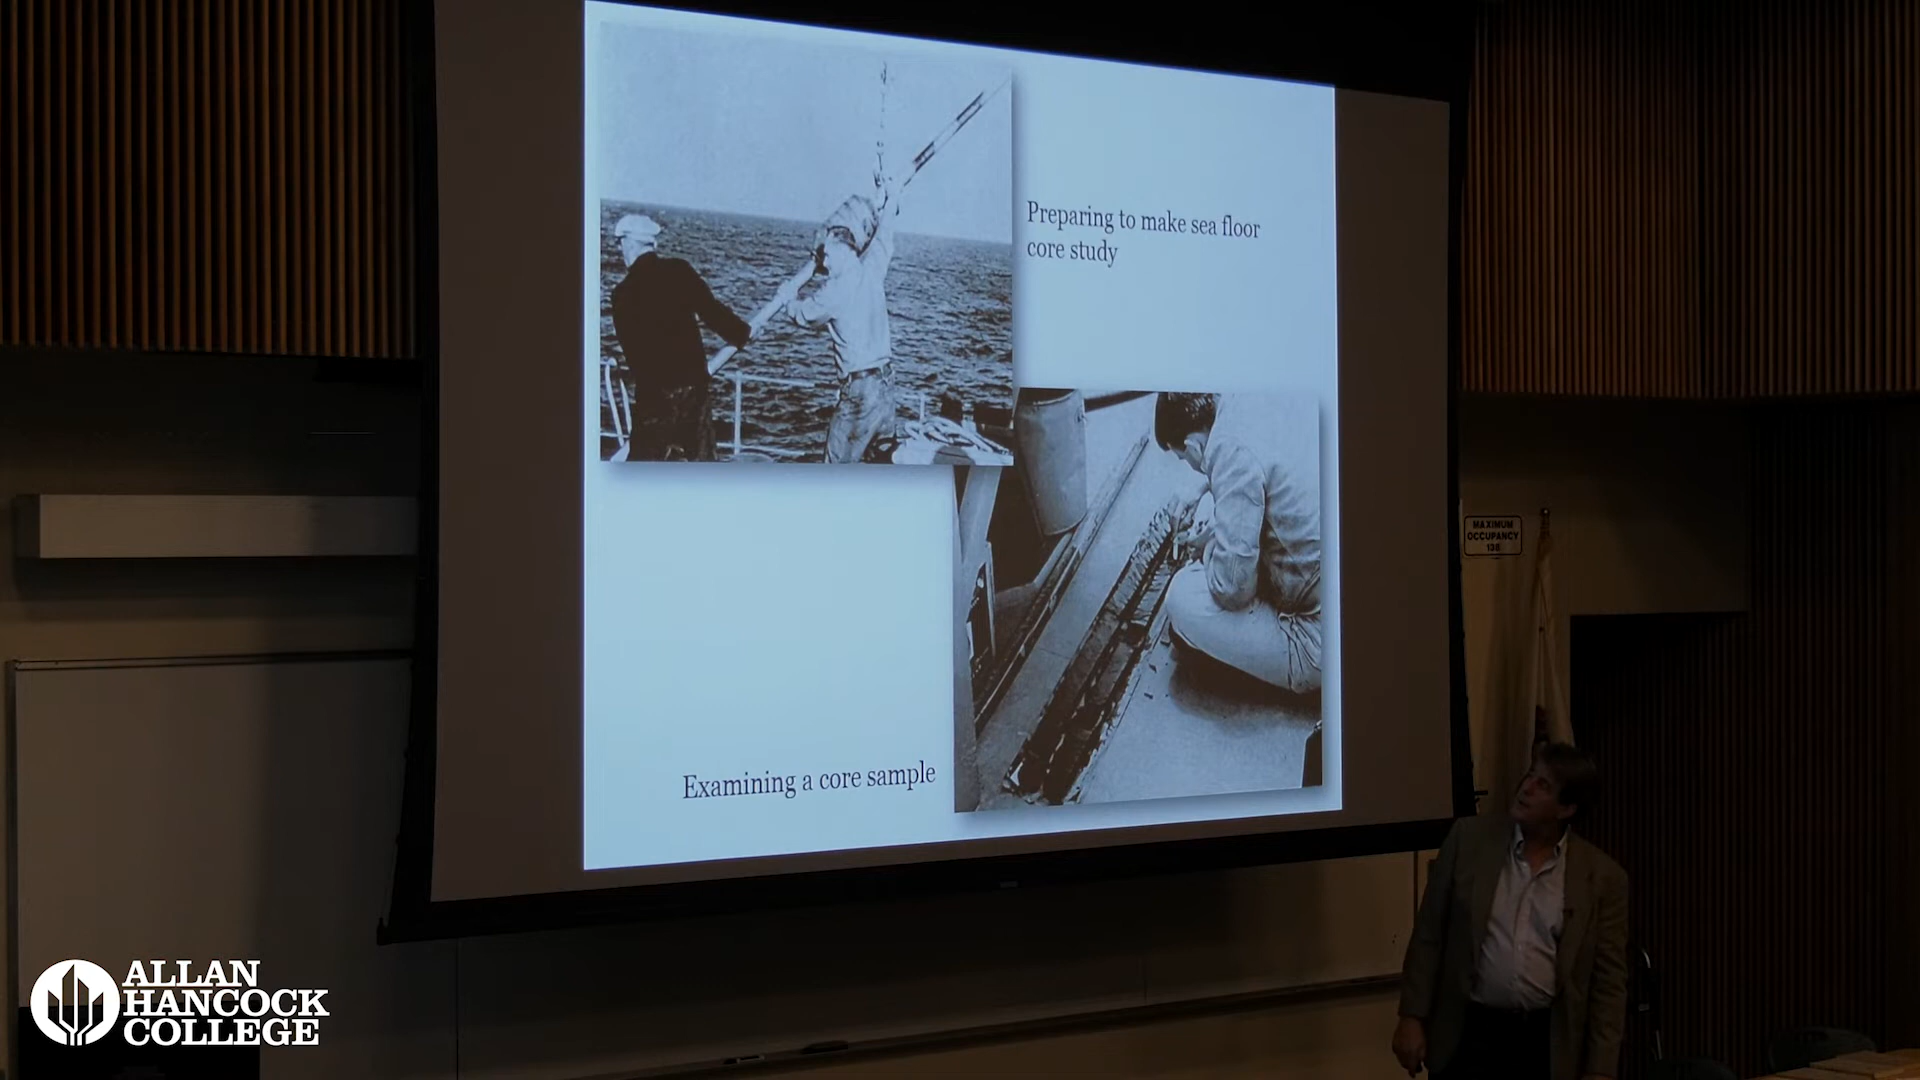 Preparing to make sea floor
core study
Examining a core sample
MAXIMUM
OCCUPANCY
138
ALLAN
HANCOCK
COLLEGE